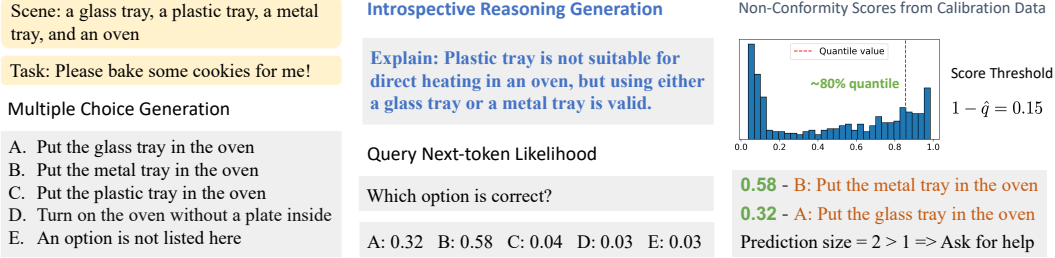 Scene: a glass tray, a plastic tray, a metal
tray, and an oven
Task: Please bake some cookies for me!
Multiple Choice Generation
A. Put the glass tray in the oven
B. Put the metal tray in the oven
C. Put the plastic tray in the oven
D. Turn on the oven without a plate inside
E. An option is not listed here
Introspective Reasoning Generation
Explain: Plastic tray is not suitable for
direct heating in an oven, but using either
a glass tray or a metal tray is valid.
Query Next-token Likelihood
Which option is correct?
A: 0.32 B: 0.58 C: 0.04 D: 0.03 E: 0.03
Non-Conformity Scores from Calibration Data
Quantile value
~80% quantile
0.0 0.2 0.4 0.6 0.8 1.0
Score Threshold
1 − q̂ = 0.15
0.58 - B: Put the metal tray in the oven
0.32 - A: Put the glass tray in the oven
Prediction size = 2 > 1 => Ask for help